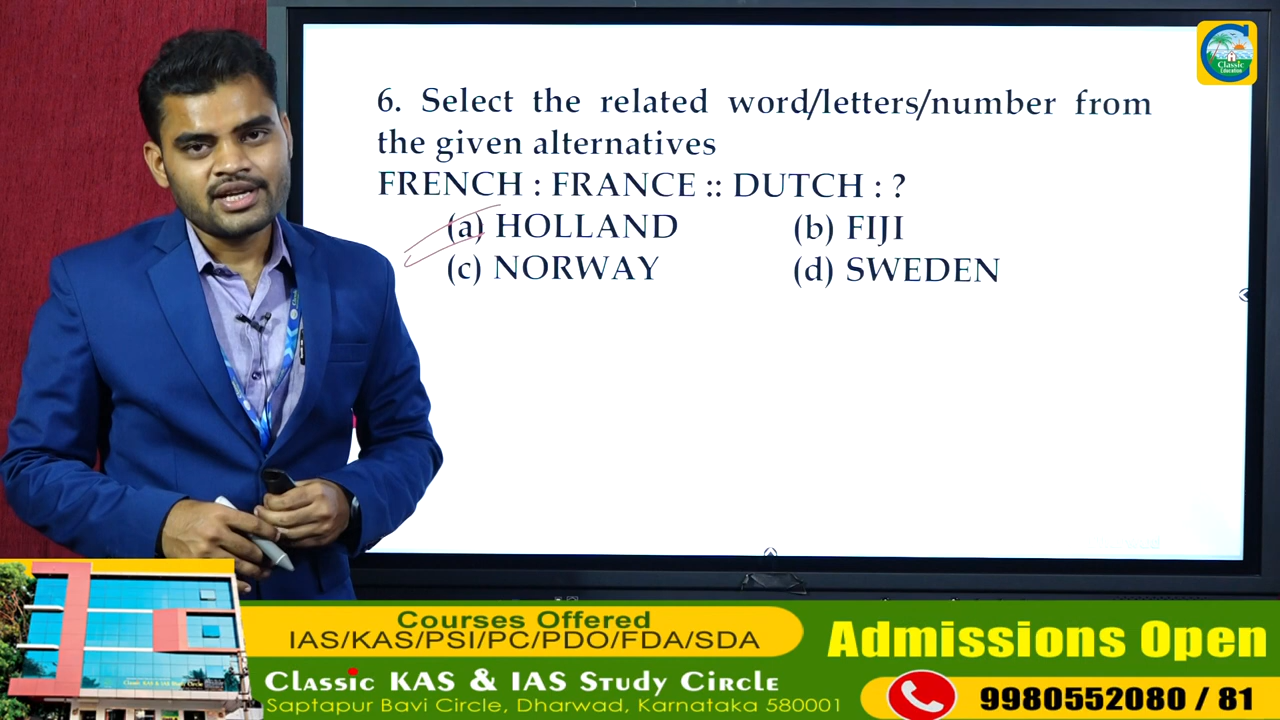 6. Select the related word/letters/number from
the given alternatives
FRENCH : FRANCE :: DUTCH : ?
(a) HOLLAND (b) FIJI
(c) NORWAY (d) SWEDEN
Classic
Education
Courses Offered
IAS/KAS/PSI/PC/PDO/FDA/SDA
Classic KAS & IAS Study Circle
Saptapur Bavi Circle, Dharwad, Karnataka 580001
Admissions Open
9980552080 / 81